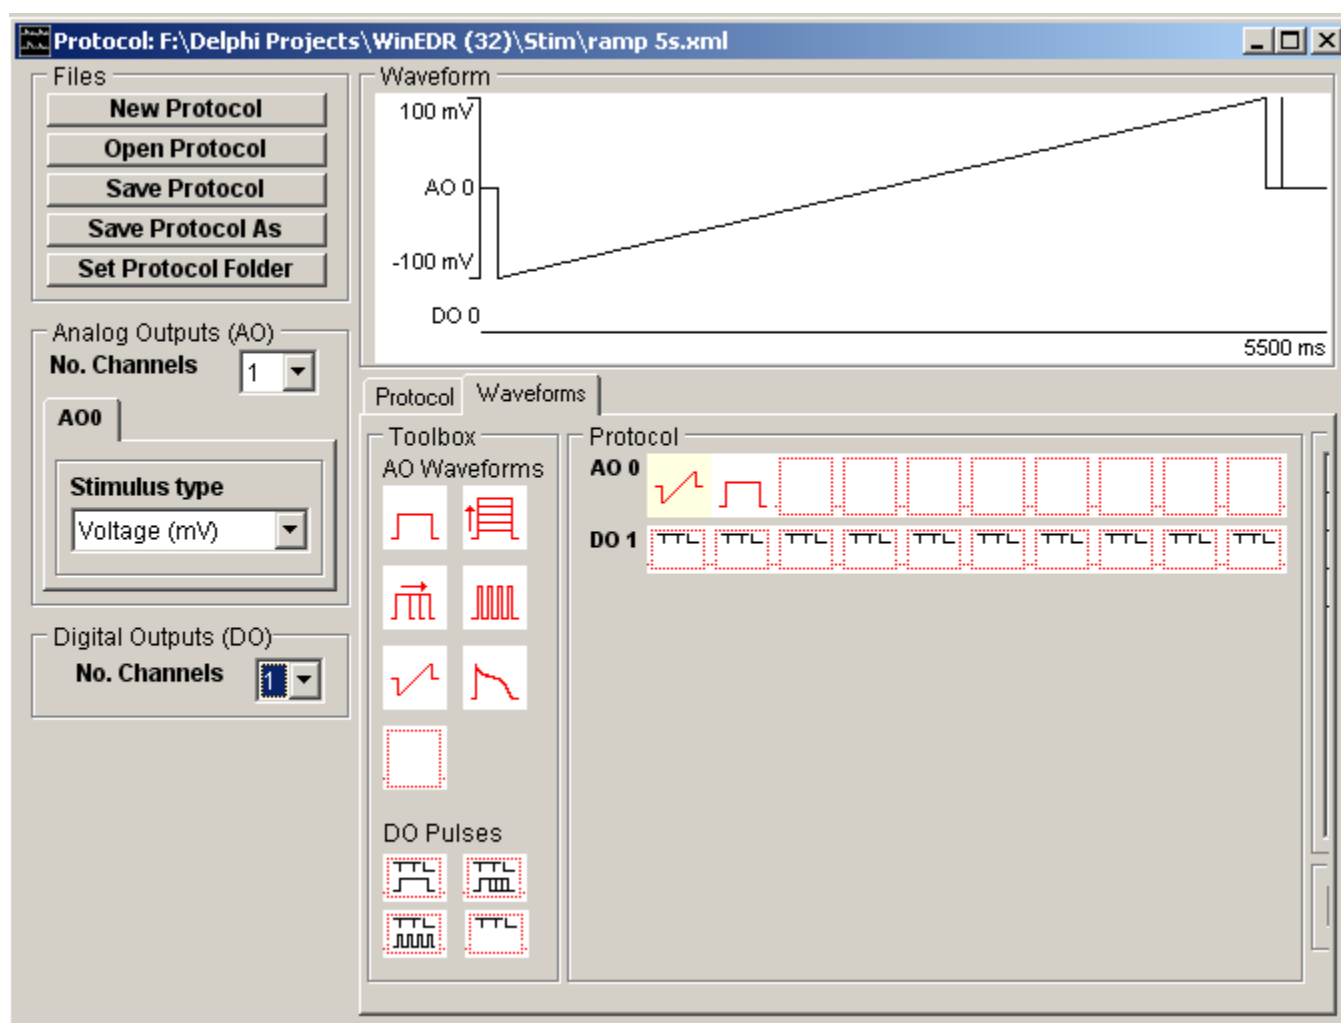 Protocol: F:\Delphi Projects\WinEDR (32)\Stim\ramp 5s.xml
Files
New Protocol
Open Protocol
Save Protocol
Save Protocol As
Set Protocol Folder
Waveform
100 mV
AO 0
-100 mV
DO 0
5500 ms
Analog Outputs (AO)
No. Channels 1
AO0
Stimulus type
Voltage (mV)
Digital Outputs (DO)
No. Channels 1
Protocol Waveforms
Toolbox
AO Waveforms
DO Pulses
TTL TTL
TTL TTL
Protocol
AO 0
DO 1 TTL TTL TTL TTL TTL TTL TTL TTL TTL TTL